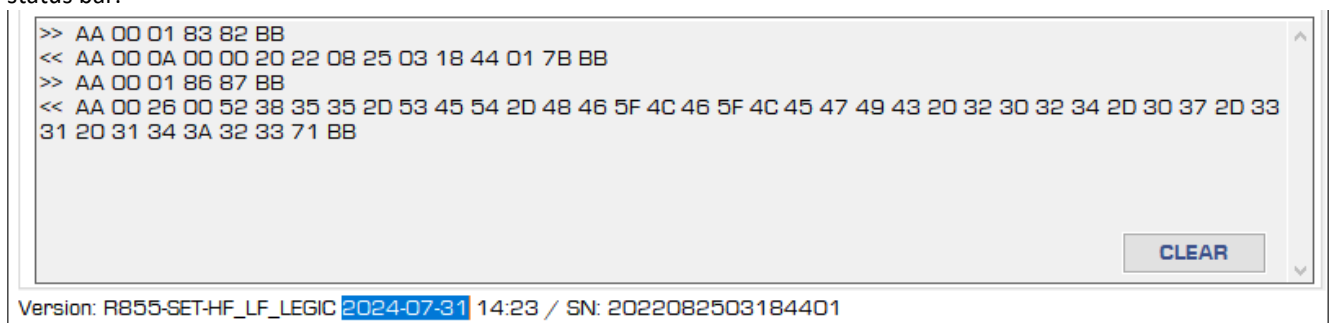 status bar.
>> AA 00 01 83 82 BB
<< AA 00 0A 00 00 20 22 08 25 03 18 44 01 7B BB
>> AA 00 01 86 87 BB
<< AA 00 26 00 52 38 35 35 2D 53 45 54 2D 48 46 5F 4C 46 5F 4C 45 47 49 43 20 32 30 32 34 2D 30 37 2D 33
31 20 31 34 3A 32 33 71 BB
CLEAR
Version: R855-SET-HF_LF_LEGIC 2024-07-31 14:23 / SN: 2022082503184401